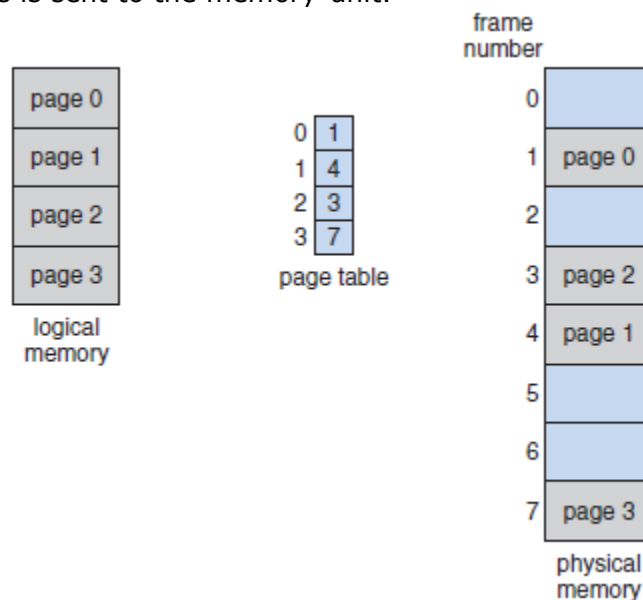 is sent to the memory unit.
frame
number
page 0
page 1
page 2
page 3
logical
memory
0 1
1 4
2 3
3 7
page table
0
1 page 0
2
3 page 2
4 page 1
5
6
7 page 3
physical
memory